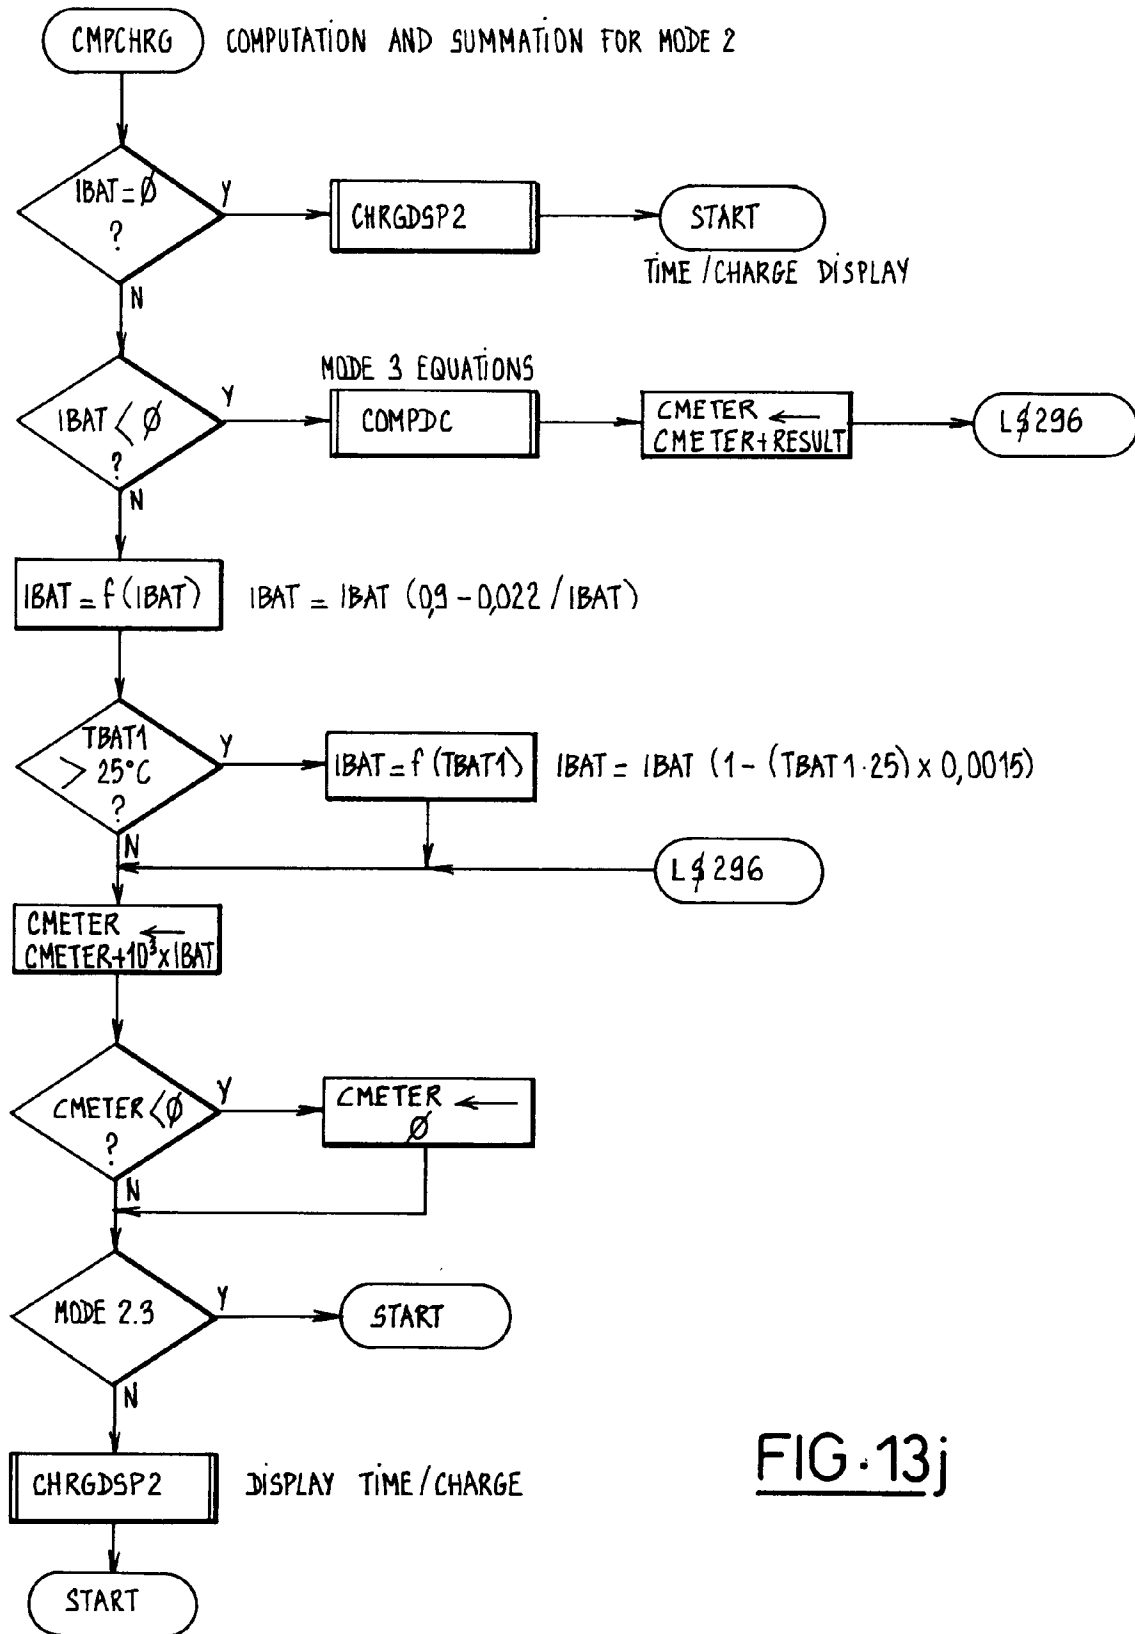 CMPCHRG
COMPUTATION AND SUMMATION FOR MODE 2
IBAT = Ø
?
Y
CHRGDSP2
START
TIME / CHARGE DISPLAY
N
MODE 3 EQUATIONS
IBAT < Ø
?
Y
COMPDC
CMETER ←
CMETER+RESULT
L$296
N
IBAT = f (IBAT)
IBAT = IBAT (0,9 - 0,022 / IBAT)
TBAT1
> 25°C
?
Y
IBAT = f (TBAT1)
IBAT = IBAT (1 - (TBAT1·25) x 0,0015)
N
L$296
CMETER ←
CMETER+10³xIBAT
CMETER < Ø
?
Y
CMETER ←
Ø
N
MODE 2.3
Y
START
N
CHRGDSP2
DISPLAY TIME / CHARGE
START
FIG·13j